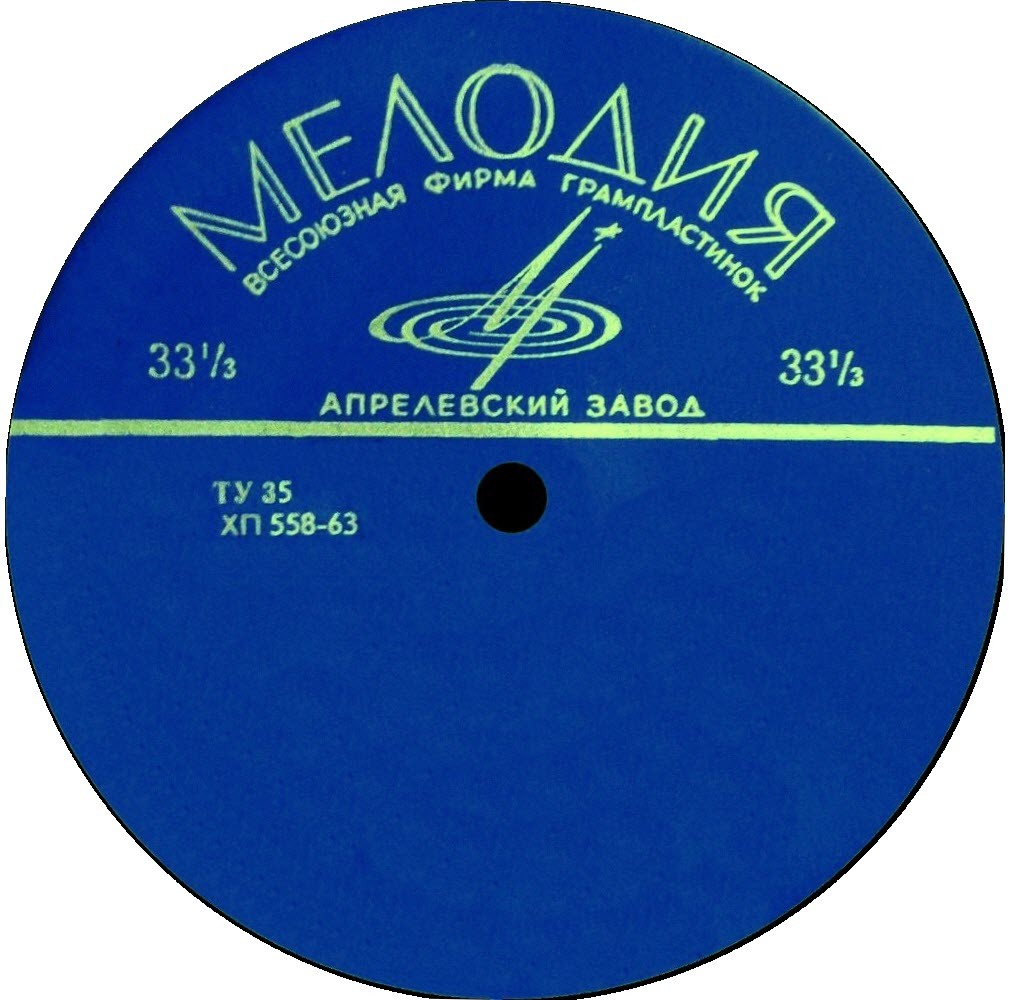 МЕЛОДИЯ
ВСЕСОЮЗНАЯ ФИРМА ГРАМПЛАСТИНОК
33⅓ 33⅓
АПРЕЛЕВСКИЙ ЗАВОД
ТУ 35
ХП 558-63